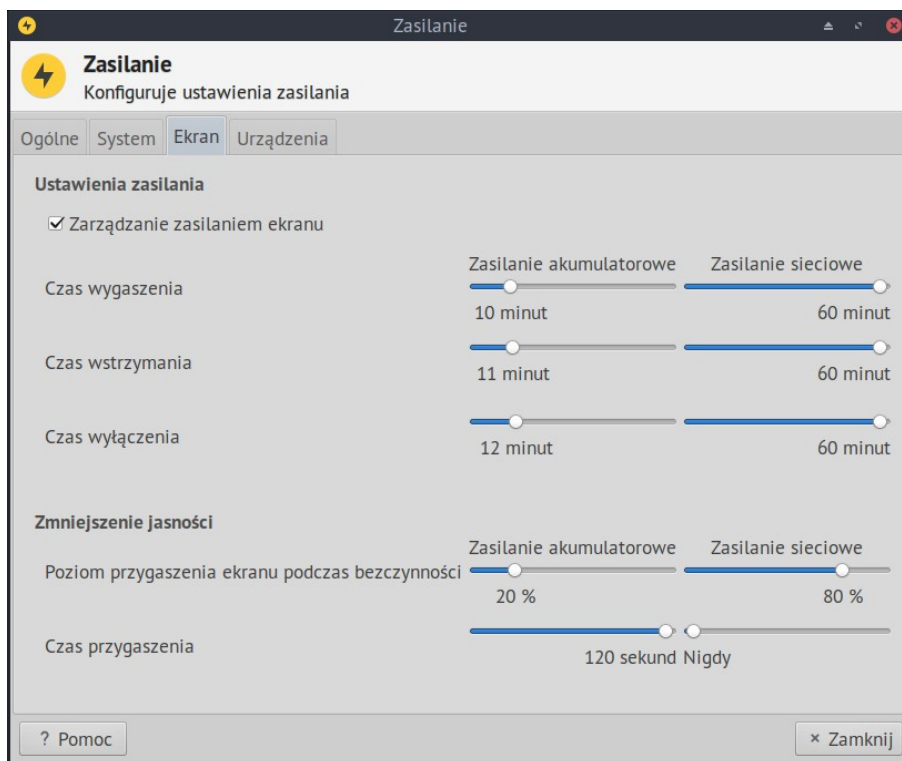 Zasilanie
Zasilanie
Konfiguruje ustawienia zasilania
Ogólne System Ekran Urządzenia
Ustawienia zasilania
Zarządzanie zasilaniem ekranu
Zasilanie akumulatorowe Zasilanie sieciowe
Czas wygaszenia
10 minut 60 minut
Czas wstrzymania
11 minut 60 minut
Czas wyłączenia
12 minut 60 minut
Zmniejszenie jasności
Zasilanie akumulatorowe Zasilanie sieciowe
Poziom przygaszenia ekranu podczas bezczynności
20 % 80 %
Czas przygaszenia
120 sekund Nigdy
? Pomoc × Zamknij